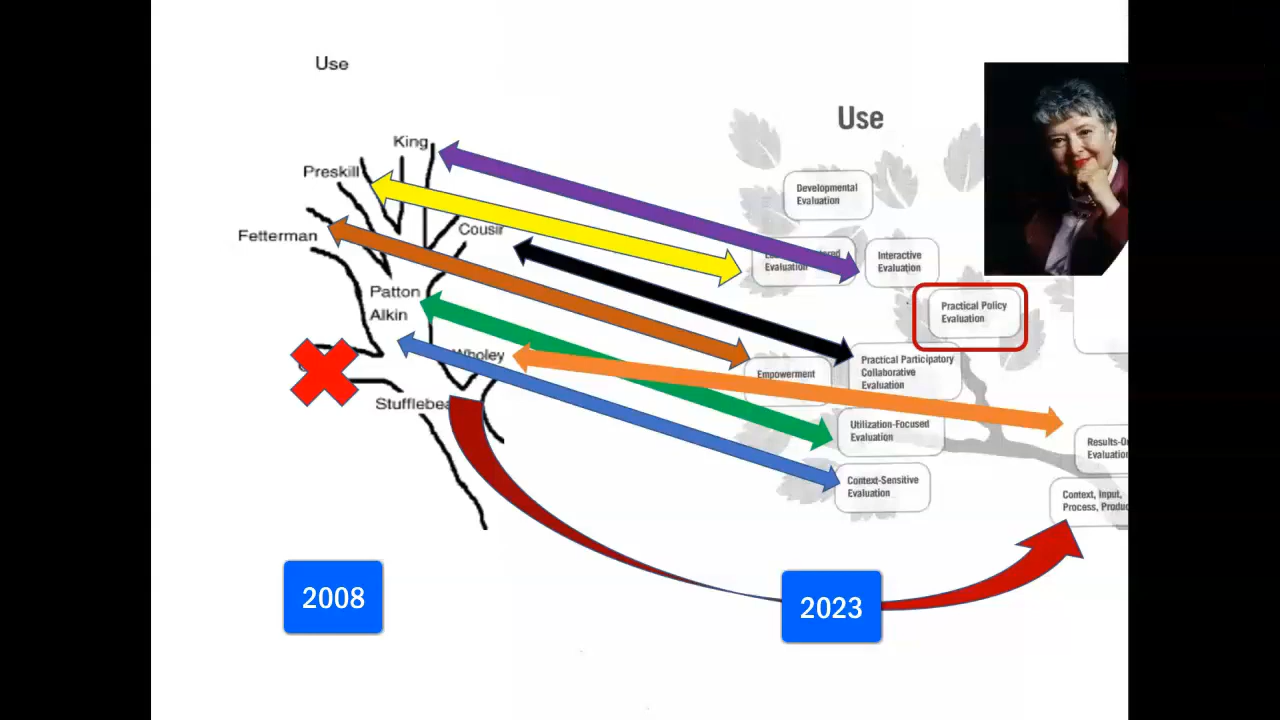 Use
King
Preskill
Fetterman
Cousi
Patton
Alkin
Wholey
Stufflebea
2008
Use
Developmental
Evaluation
Evaluation
Interactive
Evaluation
Practical Policy
Evaluation
Practical Participatory
Collaborative
Evaluation
Empowerment
Utilization-Focused
Evaluation
Context-Sensitive
Evaluation
Results-O
Evaluation
Context, Input,
Process, Produc
2023